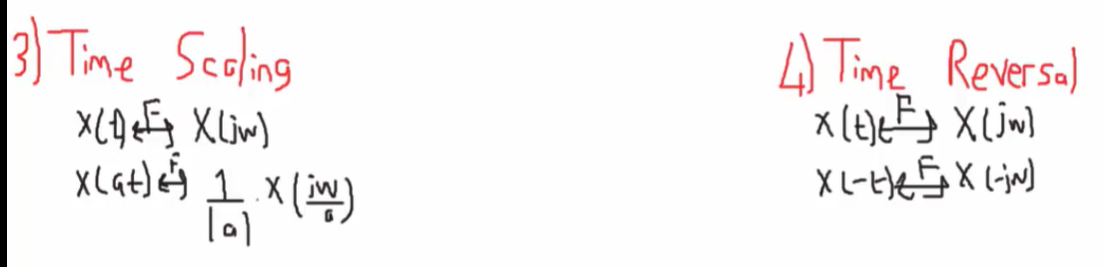 3) Time Scaling
x(t) ⟷F X(jw)
x(at) ⟷F 1/|a| · X(jw/a)
4) Time Reversal
x(t) ⟷F X(jw)
x(-t) ⟷F X(-jw)